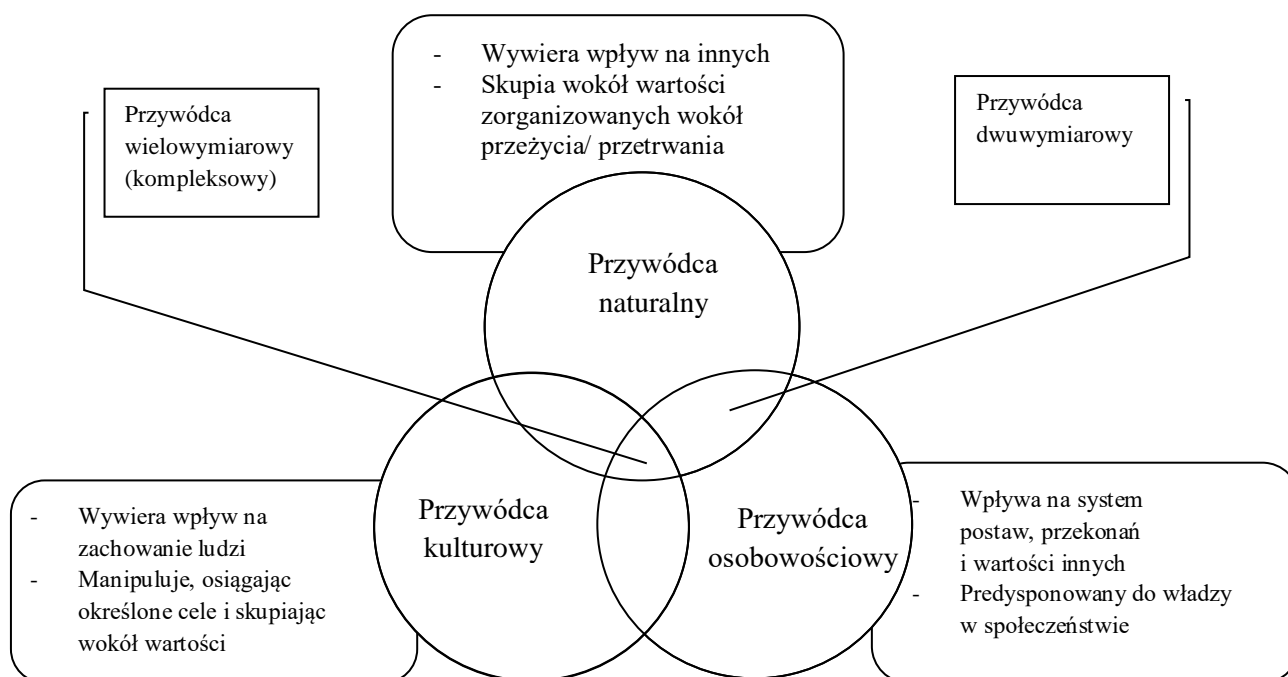 Przywódca
wielowymiarowy
(kompleksowy)
- Wywiera wpływ na innych
- Skupia wokół wartości
zorganizowanych wokół
przeżycia/ przetrwania
Przywódca
dwuwymiarowy
Przywódca
naturalny
- Wywiera wpływ na
zachowanie ludzi
- Manipuluje, osiągając
określone cele i skupiając
wokół wartości
Przywódca
kulturowy
Przywódca
osobowościowy
- Wpływa na system
postaw, przekonań
i wartości innych
- Predysponowany do władzy
w społeczeństwie